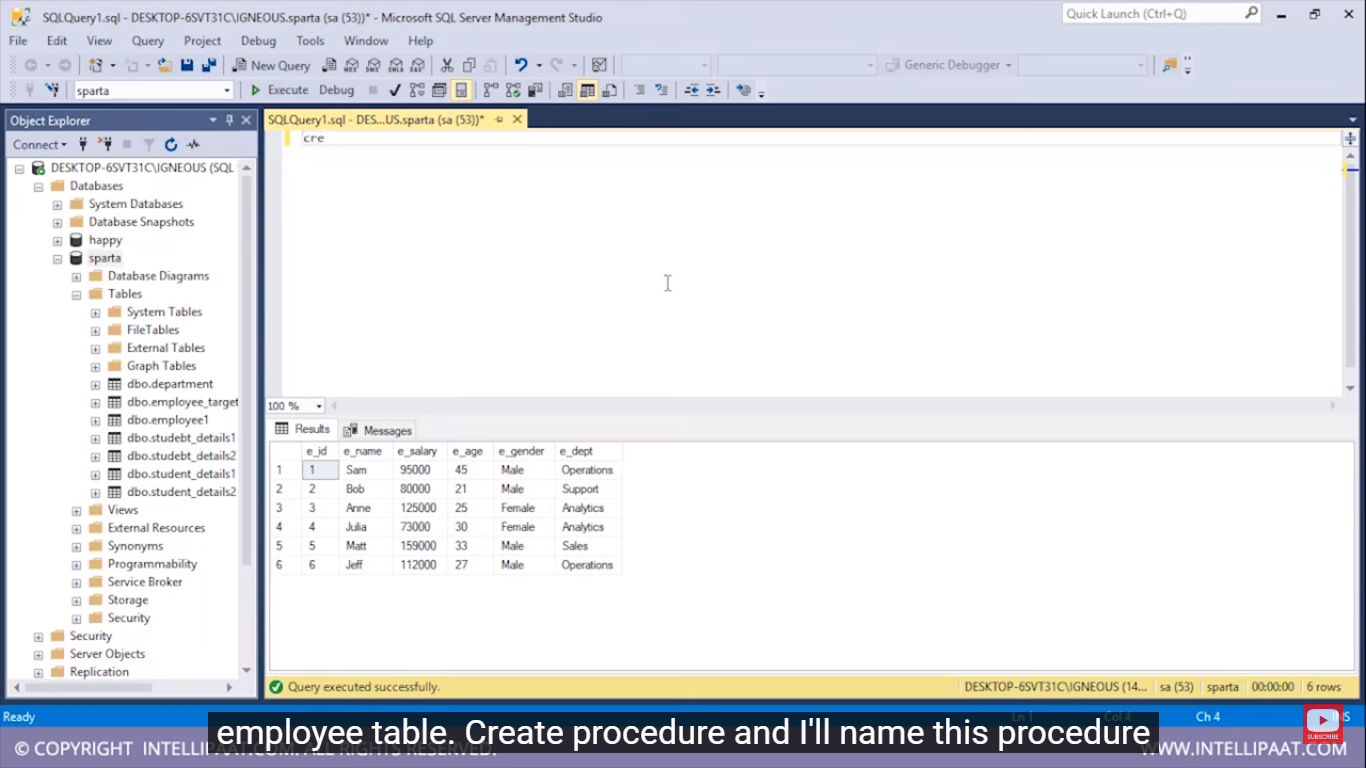 SQLQuery1.sql - DESKTOP-6SVT31C\IGNEOUS.sparta (sa (53))* - Microsoft SQL Server Management Studio
Quick Launch (Ctrl+Q)
File Edit View Query Project Debug Tools Window Help
New Query
Generic Debugger
sparta
Execute Debug
Object Explorer
SQLQuery1.sql - DES...US.sparta (sa (53))*
Connect
cre
DESKTOP-6SVT31C\IGNEOUS (SQL
Databases
System Databases
Database Snapshots
happy
sparta
Database Diagrams
Tables
System Tables
FileTables
External Tables
Graph Tables
dbo.department
dbo.employee_target
dbo.employee1
dbo.studebt_details1
dbo.studebt_details2
dbo.student_details1
dbo.student_details2
Views
External Resources
Synonyms
Programmability
Service Broker
Storage
Security
Security
Server Objects
Replication
100 %
Results Messages
e_id e_name e_salary e_age e_gender e_dept
1 1 Sam 95000 45 Male Operations
2 2 Bob 80000 21 Male Support
3 3 Anne 125000 25 Female Analytics
4 4 Julia 73000 30 Female Analytics
5 5 Matt 159000 33 Male Sales
6 6 Jeff 112000 27 Male Operations
Query executed successfully.
DESKTOP-6SVT31C\IGNEOUS (14... sa (53) sparta 00:00:00 6 rows
Ready
Ln 1 Col 4 Ch 4 INS
employee table. Create procedure and I'll name this procedure
SUBSCRIBE
© COPYRIGHT INTELLIPAAT.COM. ALL RIGHTS RESERVED.
WWW.INTELLIPAAT.COM